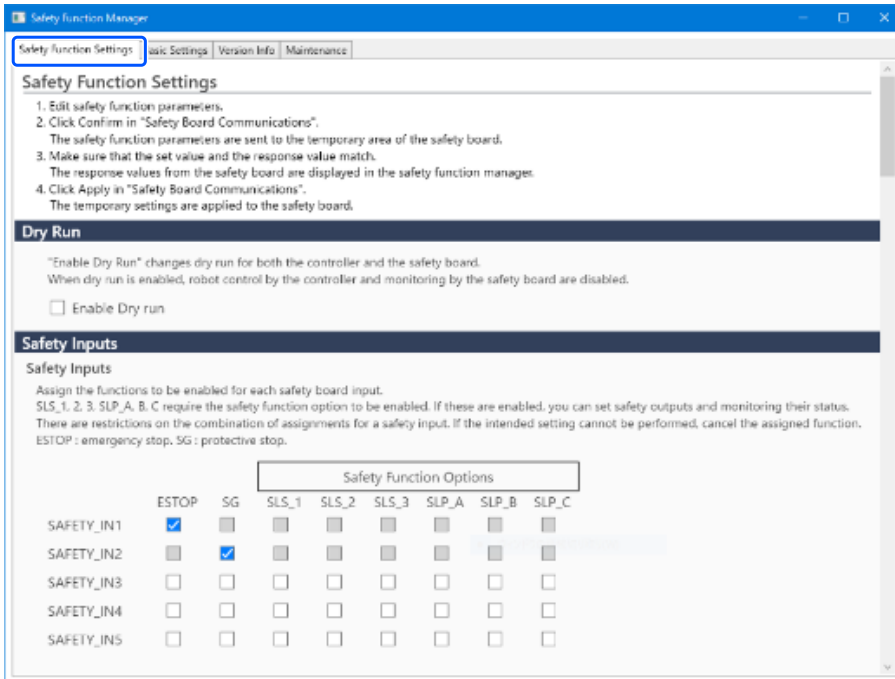 Safety Function Manager
Safety Function Settings asic Settings Version Info Maintenance
Safety Function Settings
1. Edit safety function parameters.
2. Click Confirm in "Safety Board Communications".
The safety function parameters are sent to the temporary area of the safety board.
3. Make sure that the set value and the response value match.
The response values from the safety board are displayed in the safety function manager.
4. Click Apply in "Safety Board Communications".
The temporary settings are applied to the safety board.
Dry Run
"Enable Dry Run" changes dry run for both the controller and the safety board.
When dry run is enabled, robot control by the controller and monitoring by the safety board are disabled.
Enable Dry run
Safety Inputs
Safety Inputs
Assign the functions to be enabled for each safety board input.
SLS_1, 2, 3, SLP_A, B, C require the safety function option to be enabled. If these are enabled, you can set safety outputs and monitoring their status.
There are restrictions on the combination of assignments for a safety input. If the intended setting cannot be performed, cancel the assigned function.
ESTOP : emergency stop, SG : protective stop.
Safety Function Options
ESTOP SG SLS_1 SLS_2 SLS_3 SLP_A SLP_B SLP_C
SAFETY_IN1
SAFETY_IN2
SAFETY_IN3
SAFETY_IN4
SAFETY_IN5